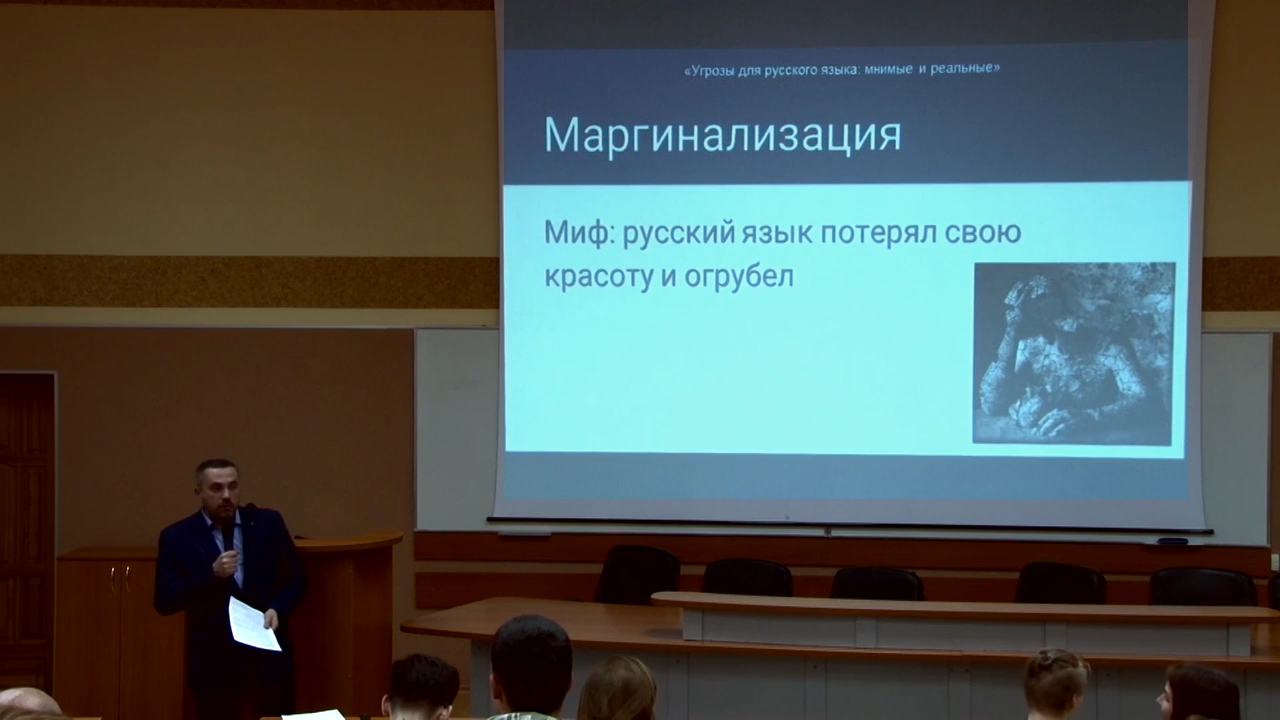 «Угрозы для русского языка: мнимые и реальные»
Маргинализация
Миф: русский язык потерял свою
красоту и огрубел